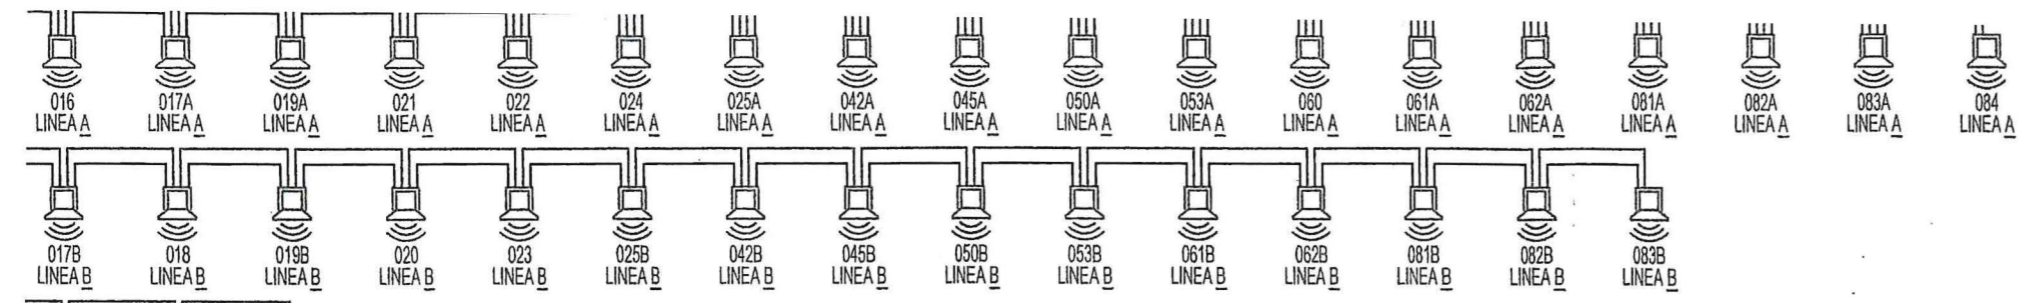 016 017A 019A 021 022 024 025A 042A 045A 050A 053A 060 061A 062A 081A 082A 083A 084
LINEA A LINEA A LINEA A LINEA A LINEA A LINEA A LINEA A LINEA A LINEA A LINEA A LINEA A LINEA A LINEA A LINEA A LINEA A LINEA A LINEA A LINEA A
017B 018 019B 020 023 025B 042B 045B 050B 053B 061B 062B 081B 082B 083B
LINEA B LINEA B LINEA B LINEA B LINEA B LINEA B LINEA B LINEA B LINEA B LINEA B LINEA B LINEA B LINEA B LINEA B LINEA B